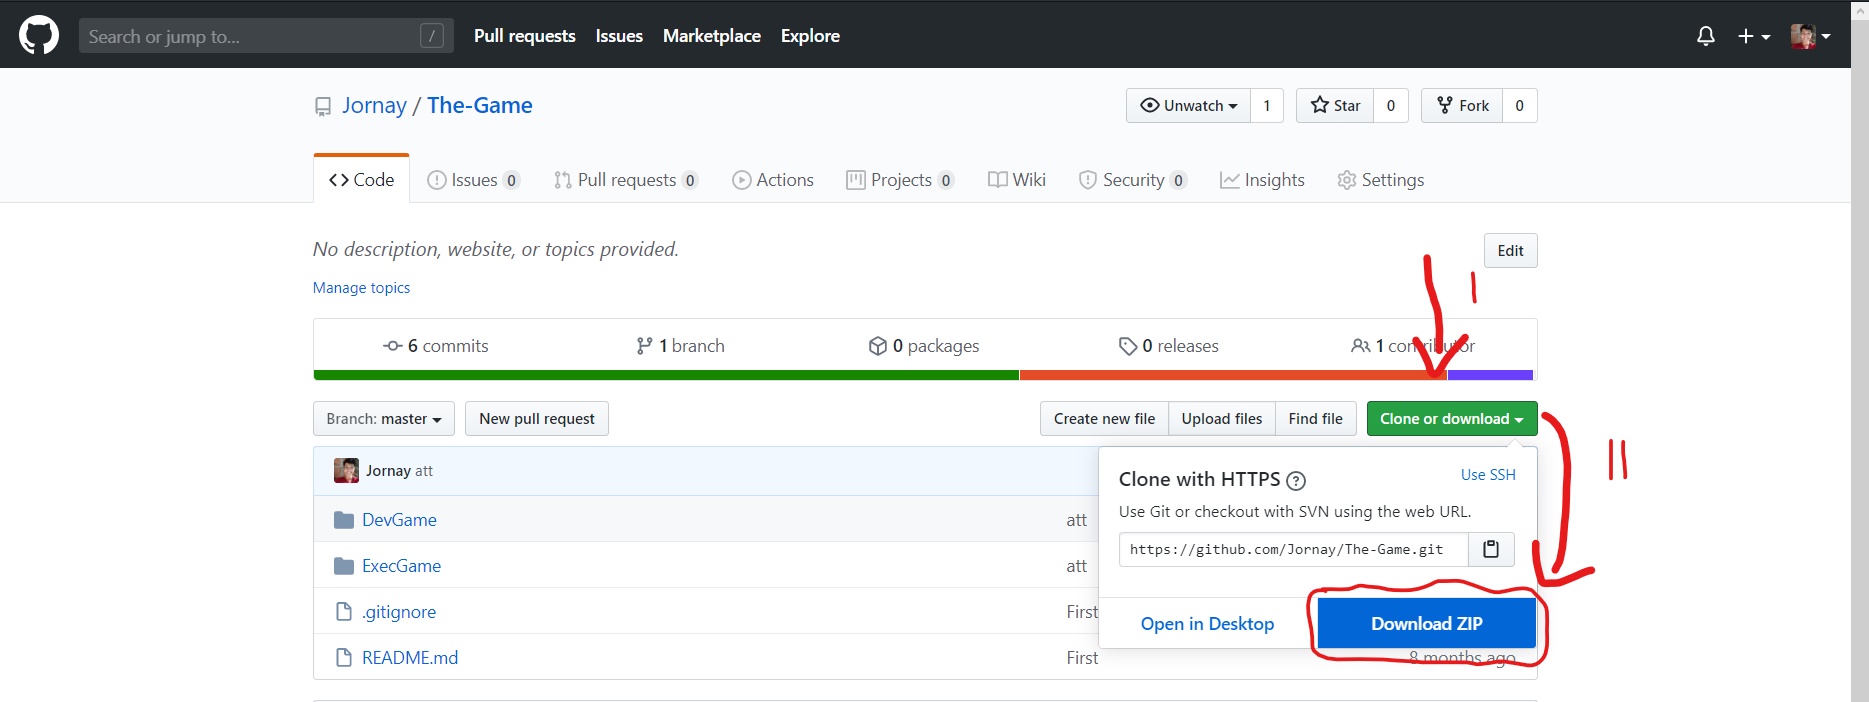 Search or jump to... /
Pull requests Issues Marketplace Explore
Jornay / The-Game
Unwatch 1 Star 0 Fork 0
Code Issues 0 Pull requests 0 Actions Projects 0 Wiki Security 0 Insights Settings
No description, website, or topics provided.
Edit
Manage topics
I
6 commits 1 branch 0 packages 0 releases 1 contributor
Branch: master New pull request Create new file Upload files Find file Clone or download
II
Jornay att
Clone with HTTPS ? Use SSH
Use Git or checkout with SVN using the web URL.
DevGame att
https://github.com/Jornay/The-Game.git
ExecGame att
.gitignore First
Open in Desktop Download ZIP
README.md First 8 months ago